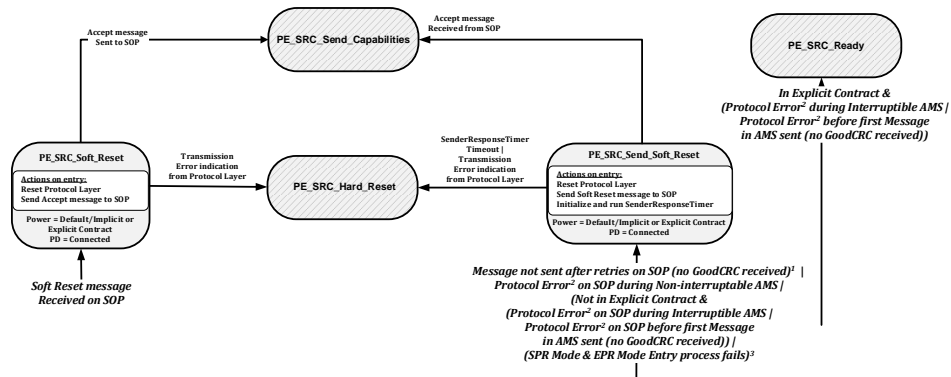 Accept message
Sent to SOP
PE_SRC_Send_Capabilities
Accept message
Received from SOP
PE_SRC_Ready
In Explicit Contract &
(Protocol Error² during Interruptible AMS |
Protocol Error² before first Message
in AMS sent (no GoodCRC received))
PE_SRC_Soft_Reset
Actions on entry:
Reset Protocol Layer
Send Accept message to SOP
Power = Default/Implicit or
Explicit Contract
PD = Connected
Transmission
Error indication
from Protocol Layer
PE_SRC_Hard_Reset
SenderResponseTimer
Timeout |
Transmission
Error indication
from Protocol Layer
PE_SRC_Send_Soft_Reset
Actions on entry:
Reset Protocol Layer
Send Soft Reset message to SOP
Initialize and run SenderResponseTimer
Power = Default/Implicit or Explicit Contract
PD = Connected
Soft Reset message
Received on SOP
Message not sent after retries on SOP (no GoodCRC received)¹ |
Protocol Error² on SOP during Non-interruptable AMS |
(Not in Explicit Contract &
(Protocol Error² on SOP during Interruptible AMS |
Protocol Error² on SOP before first Message
in AMS sent (no GoodCRC received)) |
(SPR Mode & EPR Mode Entry process fails)³